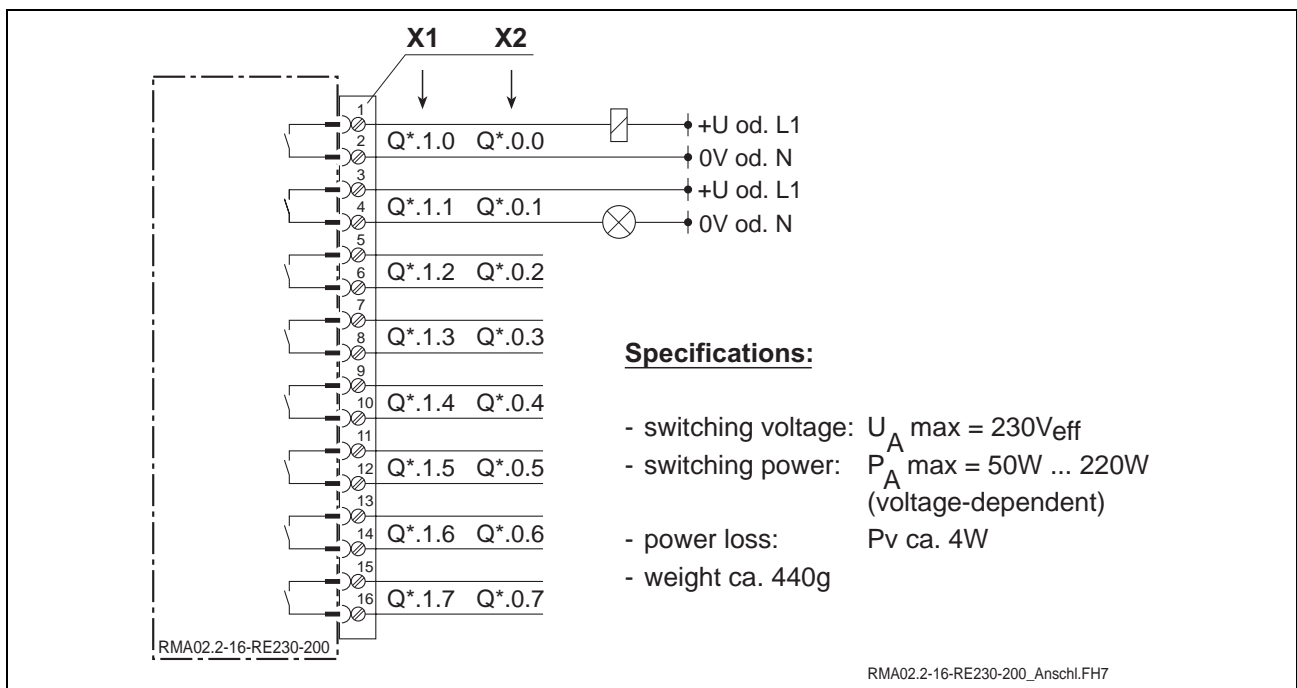 X1 X2
1
+U od. L1
2 Q*.1.0 Q*.0.0
0V od. N
3
+U od. L1
4 Q*.1.1 Q*.0.1
0V od. N
5
6 Q*.1.2 Q*.0.2
7
8 Q*.1.3 Q*.0.3
9
10 Q*.1.4 Q*.0.4
11
12 Q*.1.5 Q*.0.5
13
14 Q*.1.6 Q*.0.6
15
16 Q*.1.7 Q*.0.7
RMA02.2-16-RE230-200
Specifications:
- switching voltage: UA max = 230Veff
- switching power: PA max = 50W ... 220W
(voltage-dependent)
- power loss: Pv ca. 4W
- weight ca. 440g
RMA02.2-16-RE230-200_Anschl.FH7